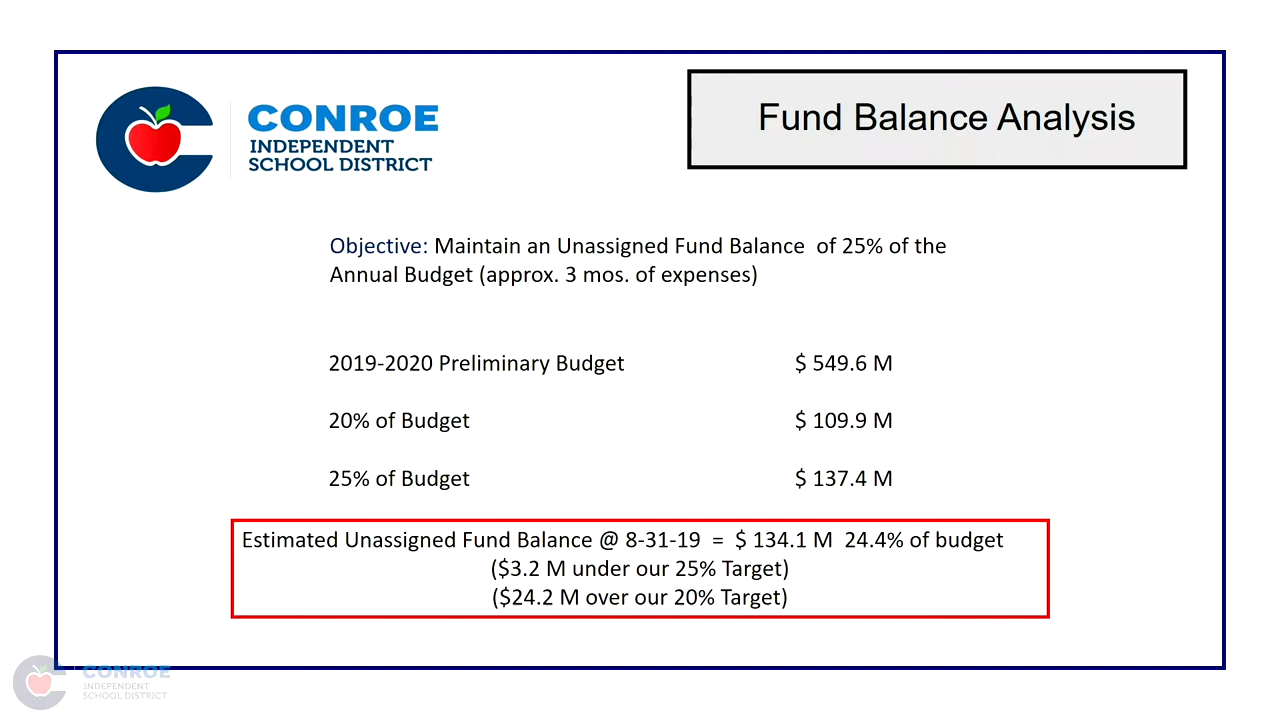 CONROE
INDEPENDENT
SCHOOL DISTRICT
Fund Balance Analysis
Objective: Maintain an Unassigned Fund Balance of 25% of the
Annual Budget (approx. 3 mos. of expenses)
2019-2020 Preliminary Budget $ 549.6 M
20% of Budget $ 109.9 M
25% of Budget $ 137.4 M
Estimated Unassigned Fund Balance @ 8-31-19 = $ 134.1 M 24.4% of budget
($3.2 M under our 25% Target)
($24.2 M over our 20% Target)
CONROE
INDEPENDENT
SCHOOL DISTRICT